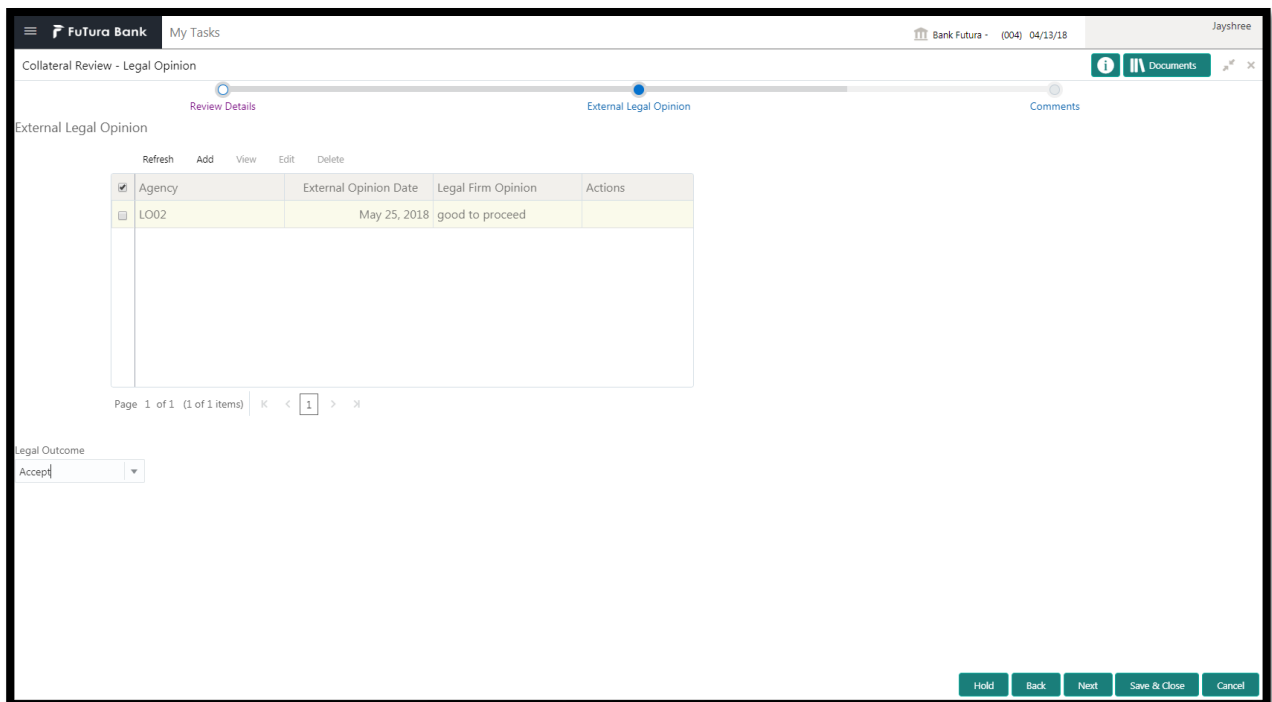 FuTura Bank My Tasks Bank Futura - (004) 04/13/18 Jayshree
Collateral Review - Legal Opinion i Documents
Review Details External Legal Opinion Comments
External Legal Opinion
Refresh Add View Edit Delete
Agency External Opinion Date Legal Firm Opinion Actions
LO02 May 25, 2018 good to proceed
Page 1 of 1 (1 of 1 items) 1
Legal Outcome
Accept
Hold Back Next Save & Close Cancel